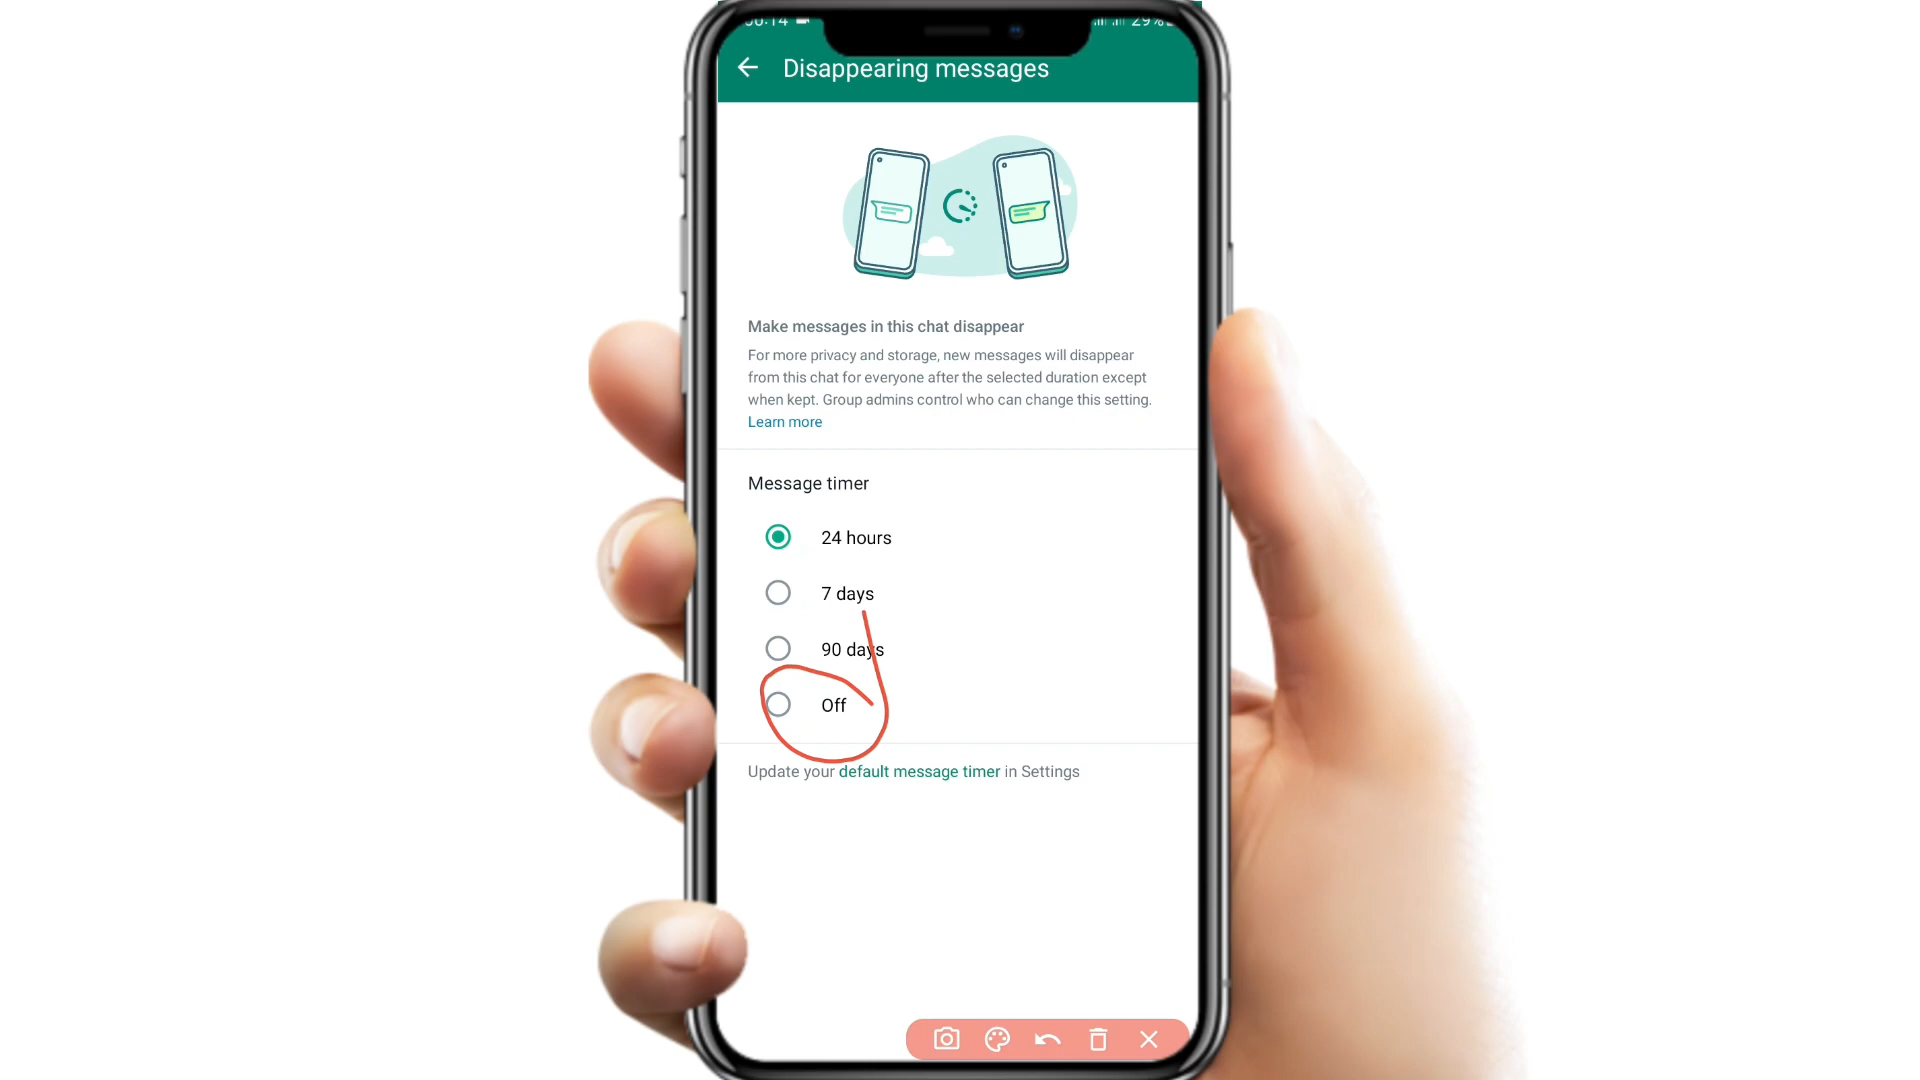 29%
Disappearing messages
Make messages in this chat disappear
For more privacy and storage, new messages will disappear
from this chat for everyone after the selected duration except
when kept. Group admins control who can change this setting.
Learn more
Message timer
24 hours
7 days
90 days
Off
Update your default message timer in Settings